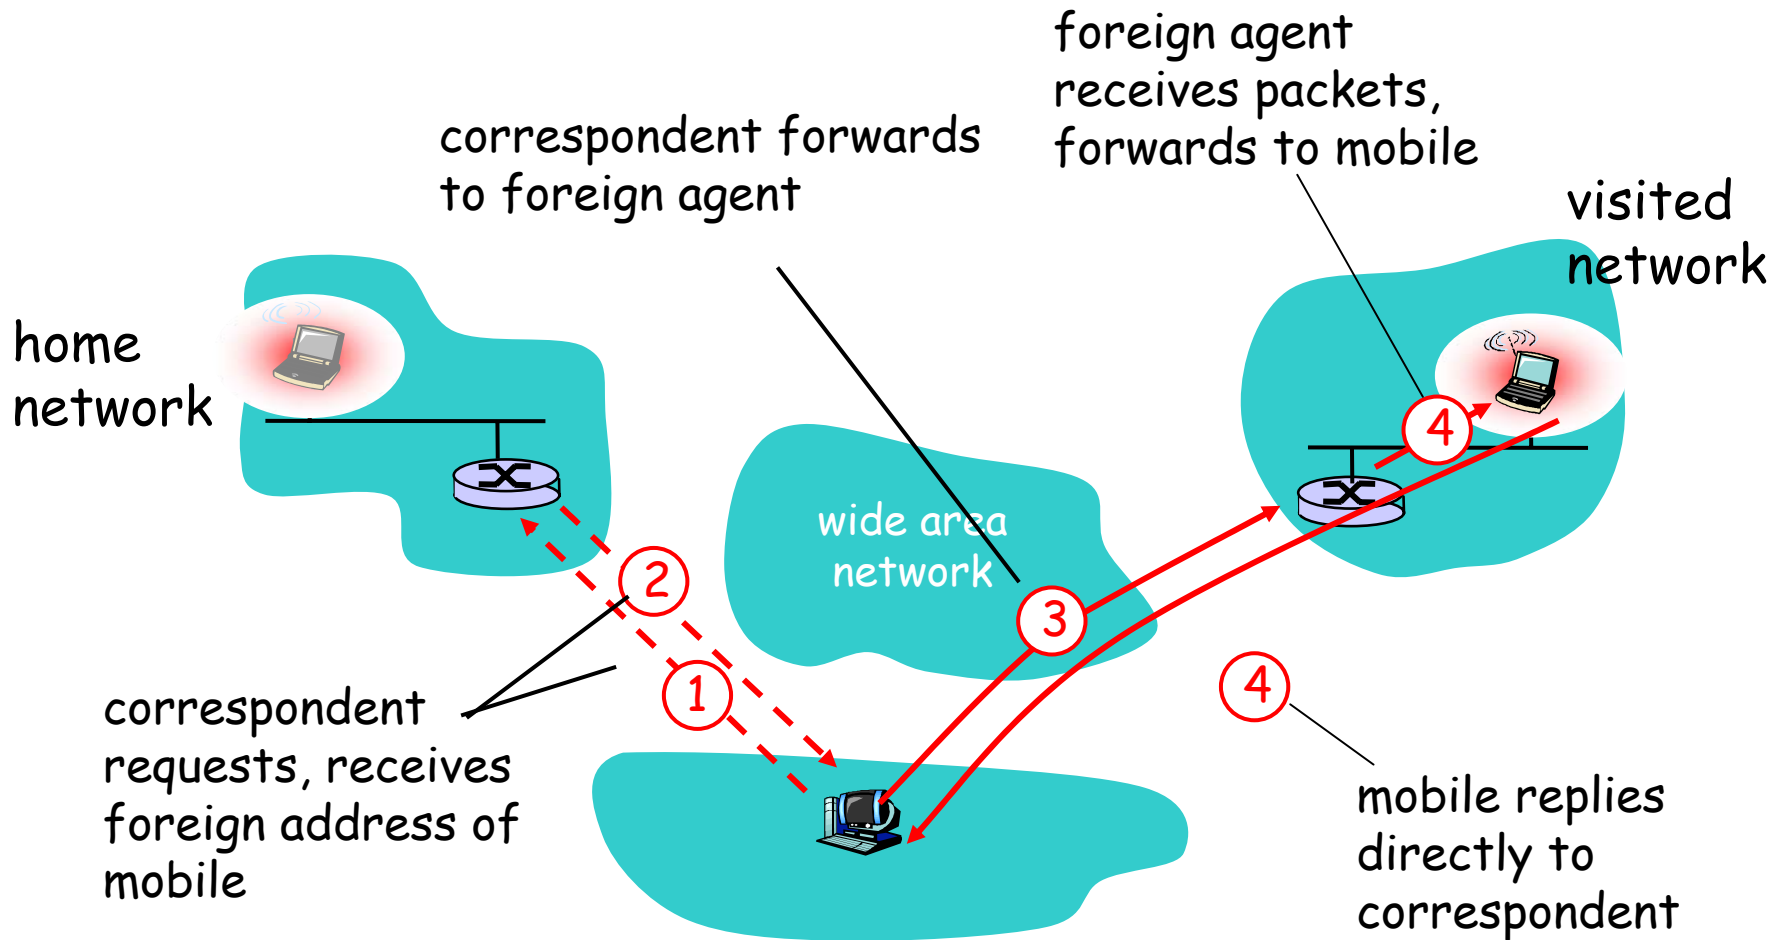 foreign agent
receives packets,
forwards to mobile
correspondent forwards
to foreign agent
visited
network
home
network
4
wide area
network
2
3
1
4
correspondent
requests, receives
foreign address of
mobile
mobile replies
directly to
correspondent